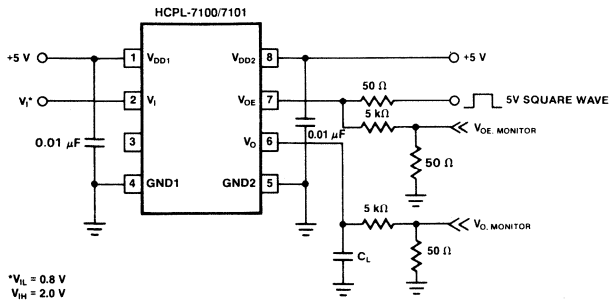 HCPL-7100/7101
+5 V
1
VDD1
VDD2
8
+5 V
VI*
2
VI
VOE
7
50 Ω
5V SQUARE WAVE
5 kΩ
VOE. MONITOR
0.01 μF
3
VO
6
0.01 μF
50 Ω
4
GND1
GND2
5
5 kΩ
VO. MONITOR
CL
50 Ω
*VIL = 0.8 V
VIH = 2.0 V